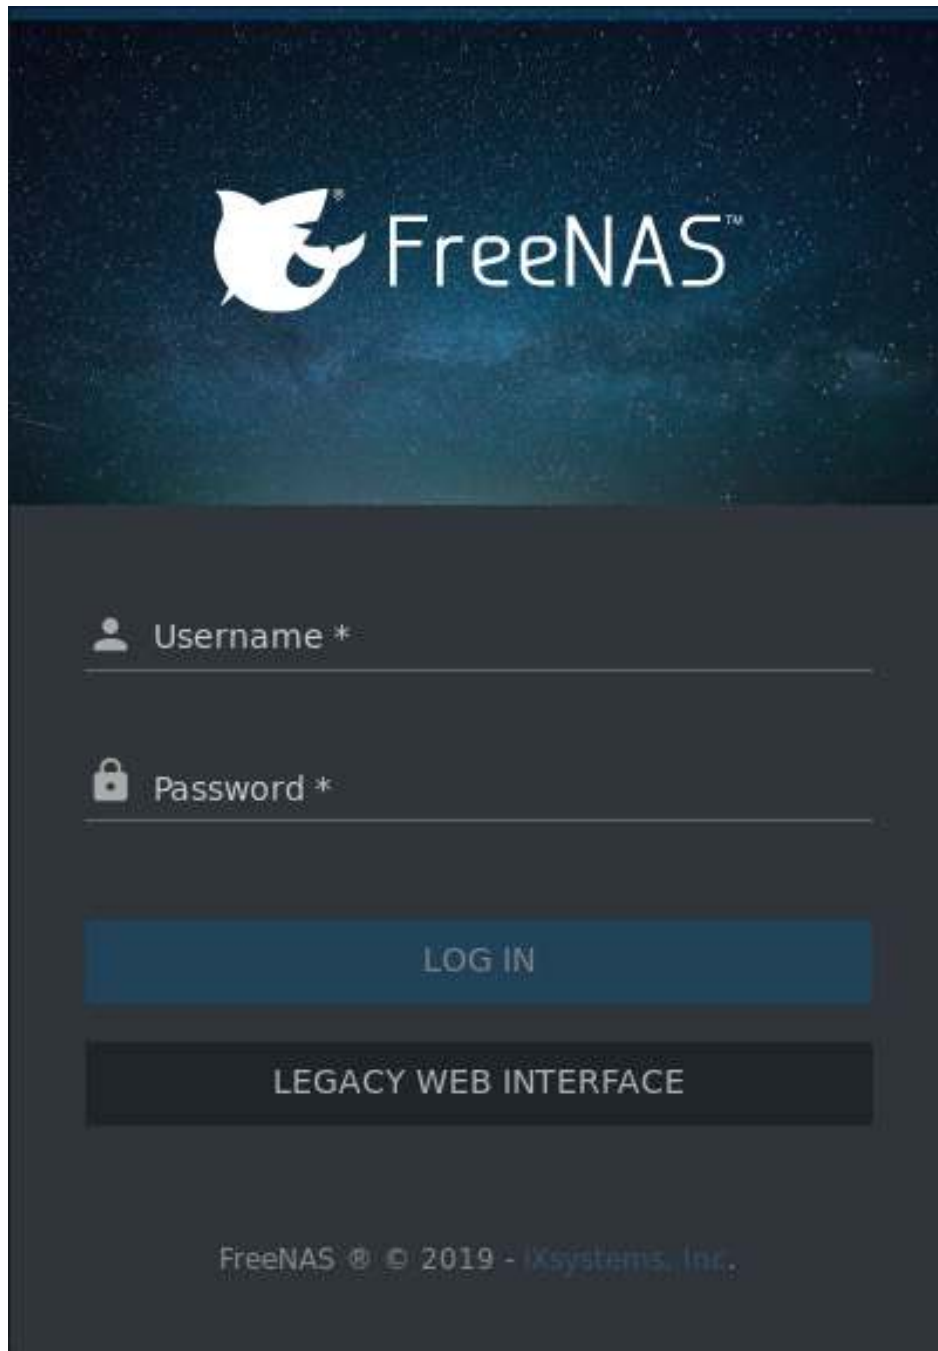 ® FreeNAS™
Username *
Password *
LOG IN
LEGACY WEB INTERFACE
FreeNAS ® © 2019 - iXsystems, Inc.